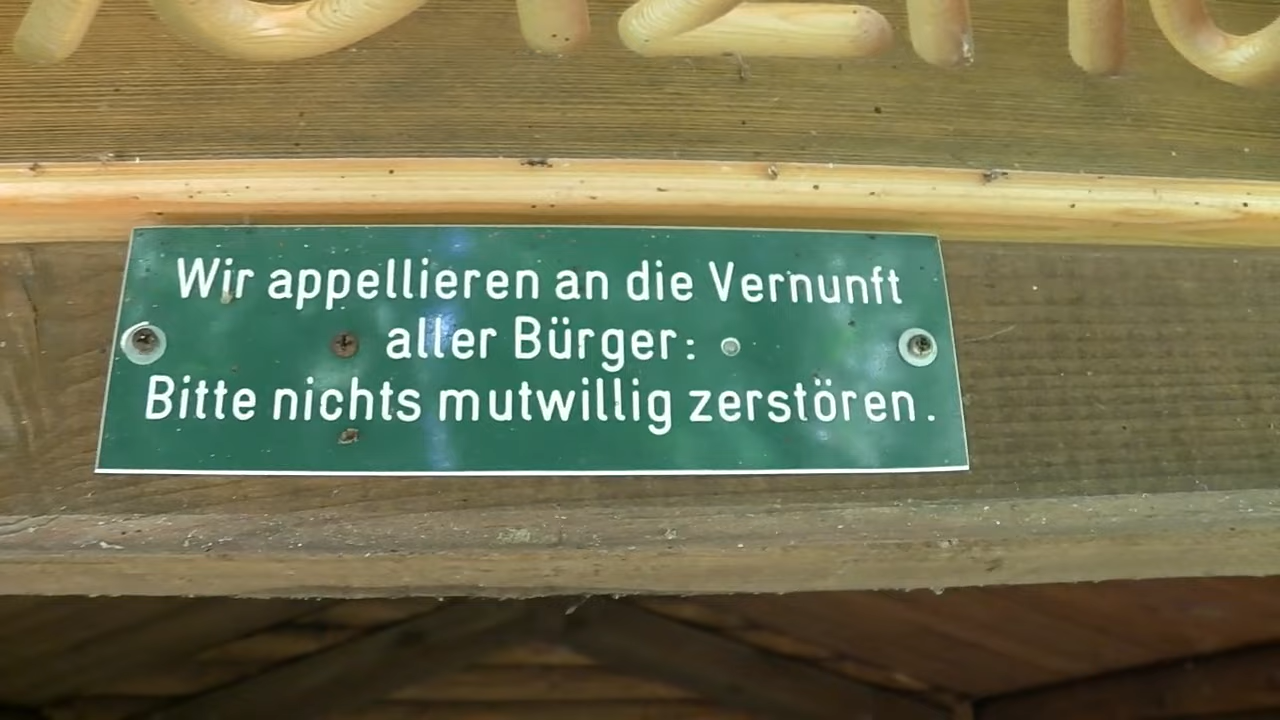 Wir appellieren an die Vernunft
aller Bürger:
Bitte nichts mutwillig zerstören.